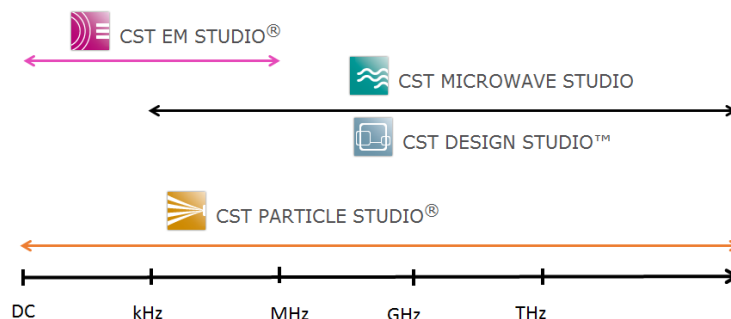 CST EM STUDIO®
CST MICROWAVE STUDIO
CST DESIGN STUDIO™
CST PARTICLE STUDIO®
DC kHz MHz GHz THz